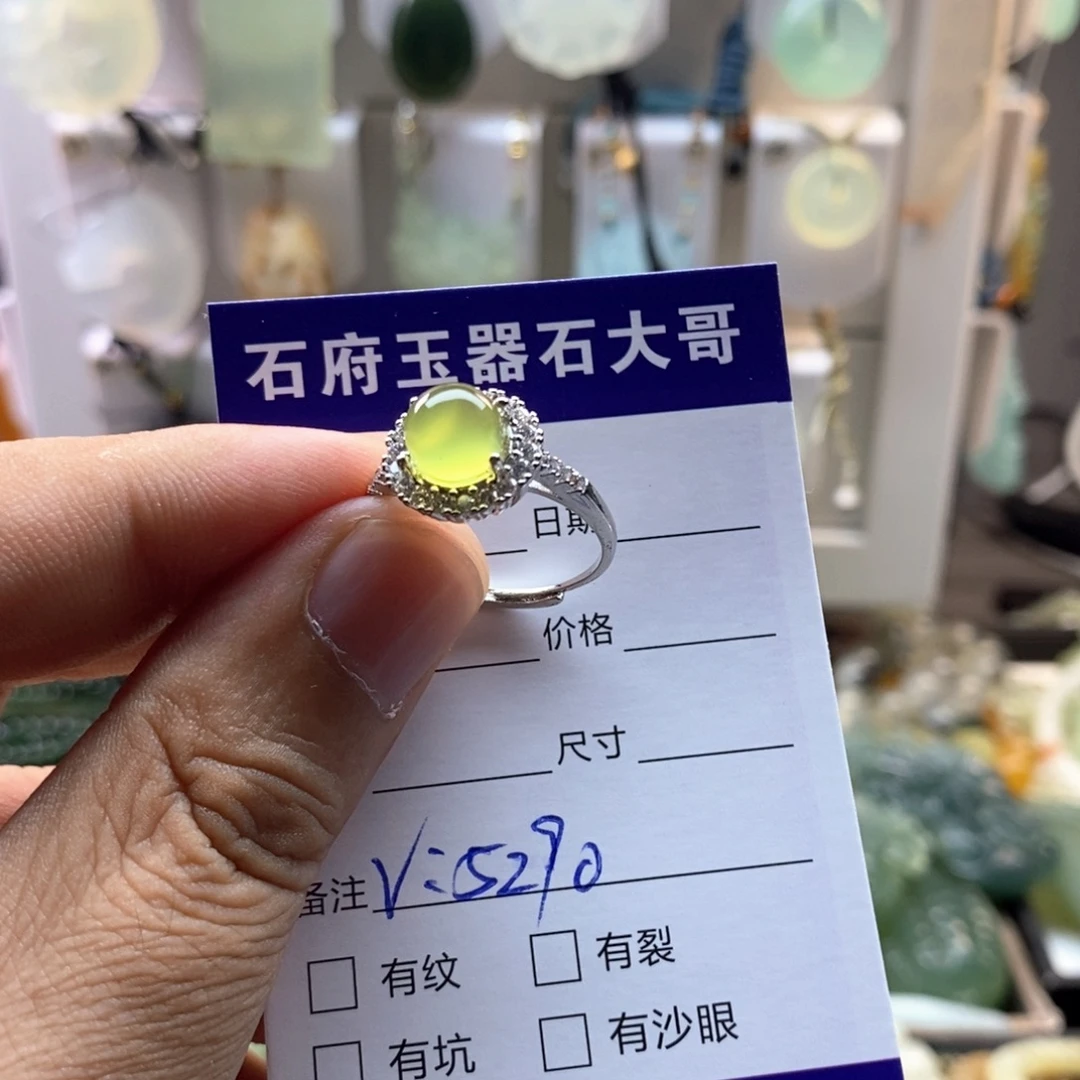 石府玉器石大哥
日期
价格
尺寸
备注 V:5290
有纹 有裂
有坑 有沙眼